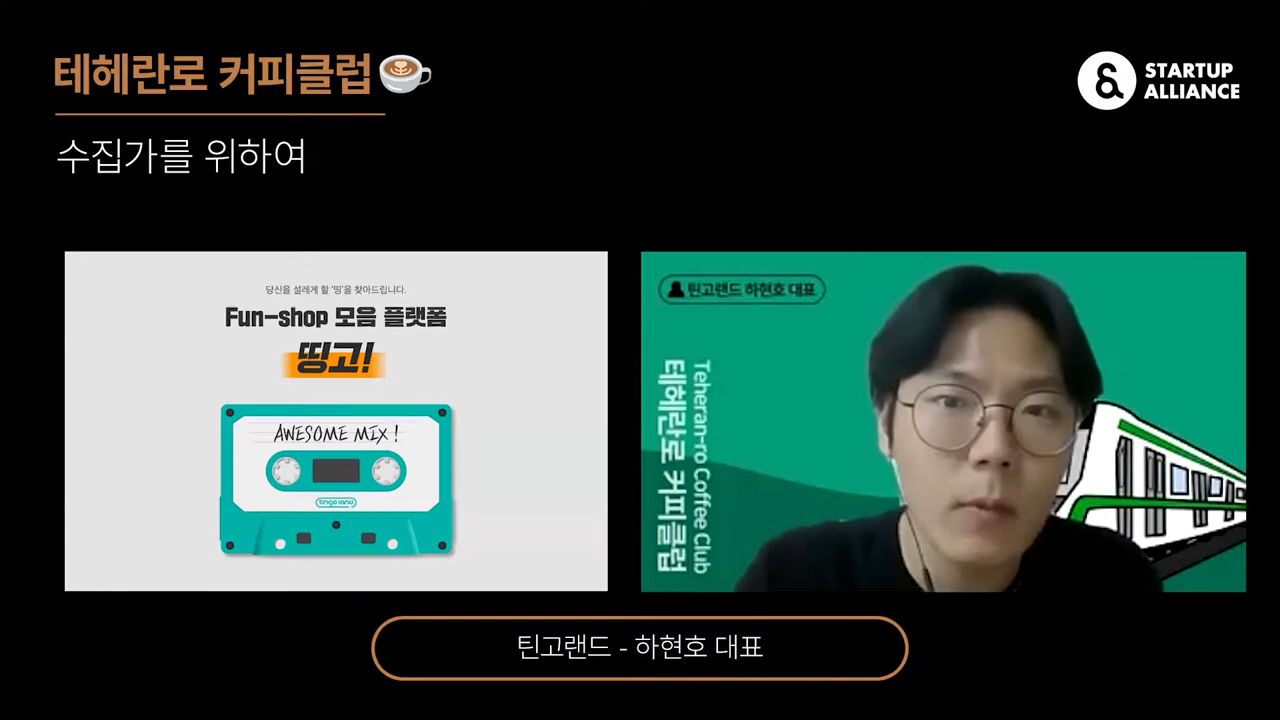 테헤란로 커피클럽
STARTUP
ALLIANCE
수집가를 위하여
당신을 설레게 할 '띵'을 찾아드립니다.
Fun-shop 모음 플랫폼
띵고!
AWESOME MIX !
tingo land
틴고랜드 하현호 대표
Teheran-ro Coffee Club
테헤란로 커피클럽
틴고랜드 - 하현호 대표